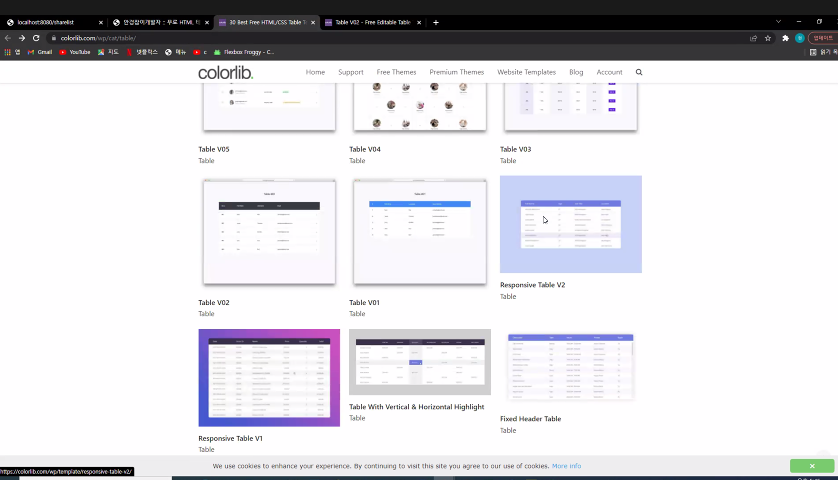 localhost:8080/sharelist
안경잡이개발자 :: 무료 HTML 템
30 Best Free HTML/CSS Table T
Table V02 - Free Editable Table
colorlib.com/wp/cat/table/
업데이트
앱
Gmail
YouTube
지도
넷플릭스
메뉴
Flexbox Froggy - C...
읽기 목
colorlib.
Home
Support
Free Themes
Premium Themes
Website Templates
Blog
Account
Table V05
Table
Table V04
Table
Table V03
Table
Table V02
Table
Table V01
Table
Responsive Table V2
Table
Responsive Table V1
Table
Table With Vertical & Horizontal Highlight
Table
Fixed Header Table
Table
We use cookies to enhance your experience. By continuing to visit this site you agree to our use of cookies. More info
https://colorlib.com/wp/template/responsive-table-v2/